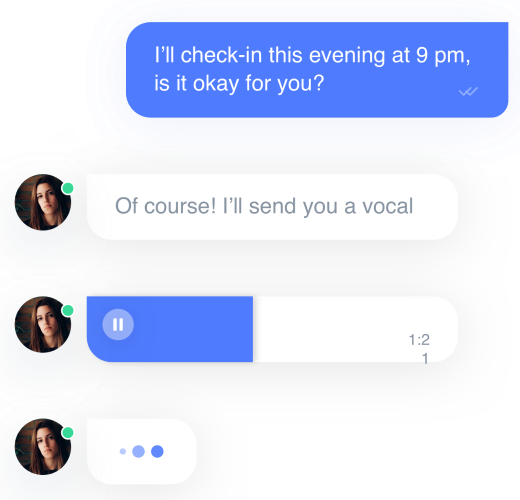 I’ll check-in this evening at 9 pm,
is it okay for you?
Of course! I’ll send you a vocal
1:2
1